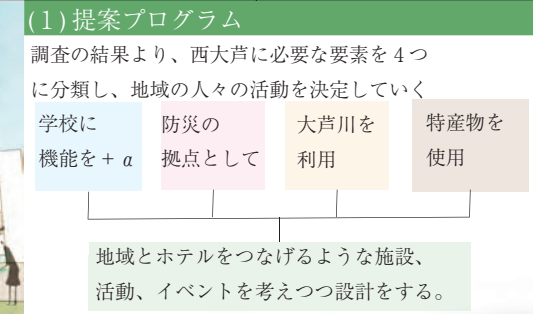 (1)提案プログラム
調査の結果より、西大芦に必要な要素を4つ
に分類し、地域の人々の活動を決定していく
学校に
機能を+α
防災の
拠点として
大芦川を
利用
特産物を
使用
地域とホテルをつなげるような施設、
活動、イベントを考えつつ設計をする。